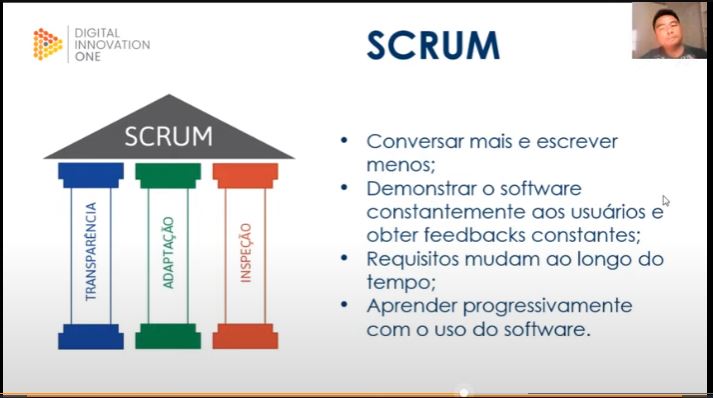 DIGITAL
INNOVATION
ONE
SCRUM
SCRUM
TRANSPARÊNCIA
ADAPTAÇÃO
INSPEÇÃO
• Conversar mais e escrever
menos;
• Demonstrar o software
constantemente aos usuários e
obter feedbacks constantes;
• Requisitos mudam ao longo do
tempo;
• Aprender progressivamente
com o uso do software.